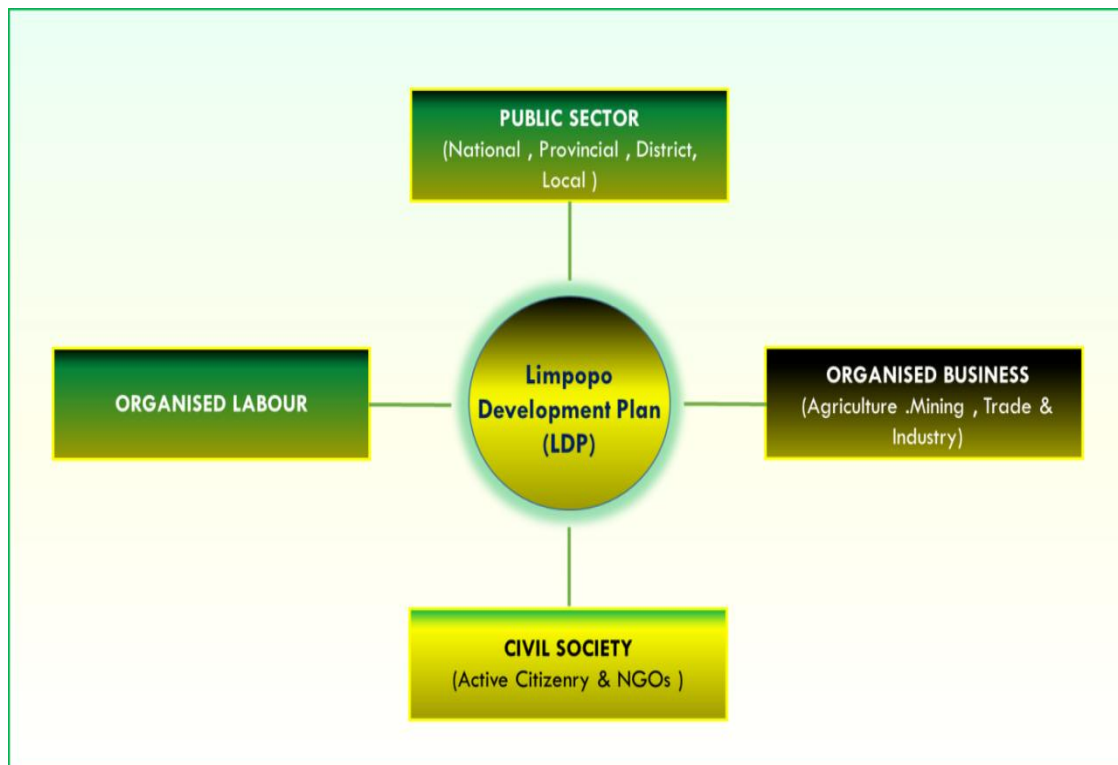 PUBLIC SECTOR
(National , Provincial , District,
Local )
Limpopo
Development Plan
(LDP)
ORGANISED LABOUR
ORGANISED BUSINESS
(Agriculture .Mining , Trade &
Industry)
CIVIL SOCIETY
(Active Citizenry & NGOs )